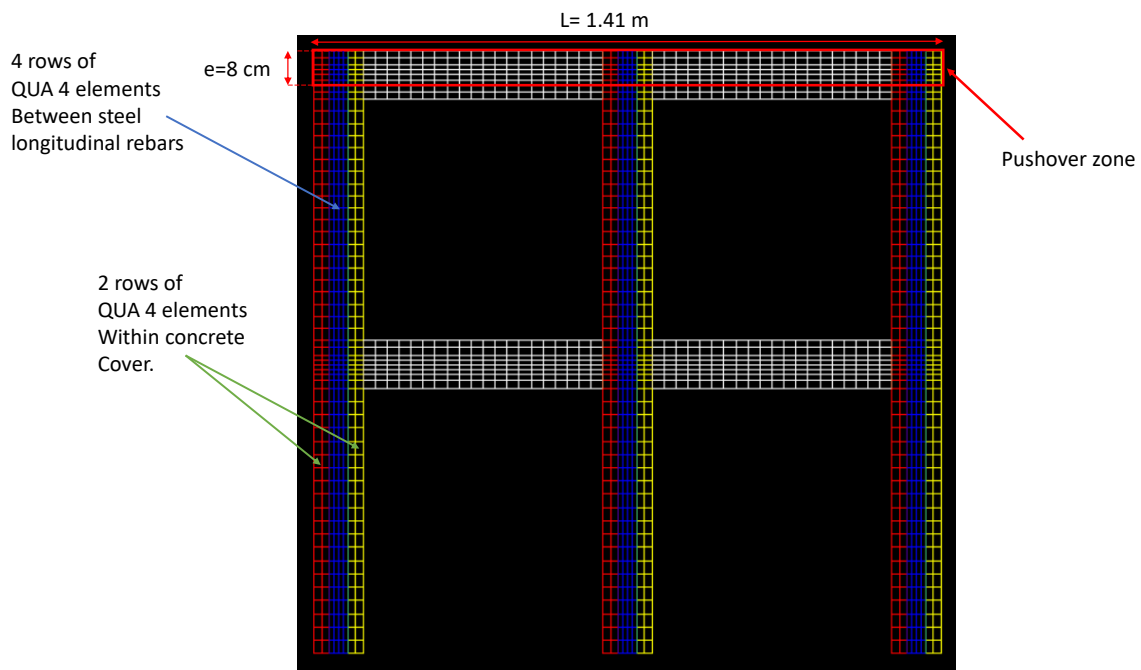 L= 1.41 m
4 rows of
QUA 4 elements
Between steel
longitudinal rebars
e=8 cm
Pushover zone
2 rows of
QUA 4 elements
Within concrete
Cover.